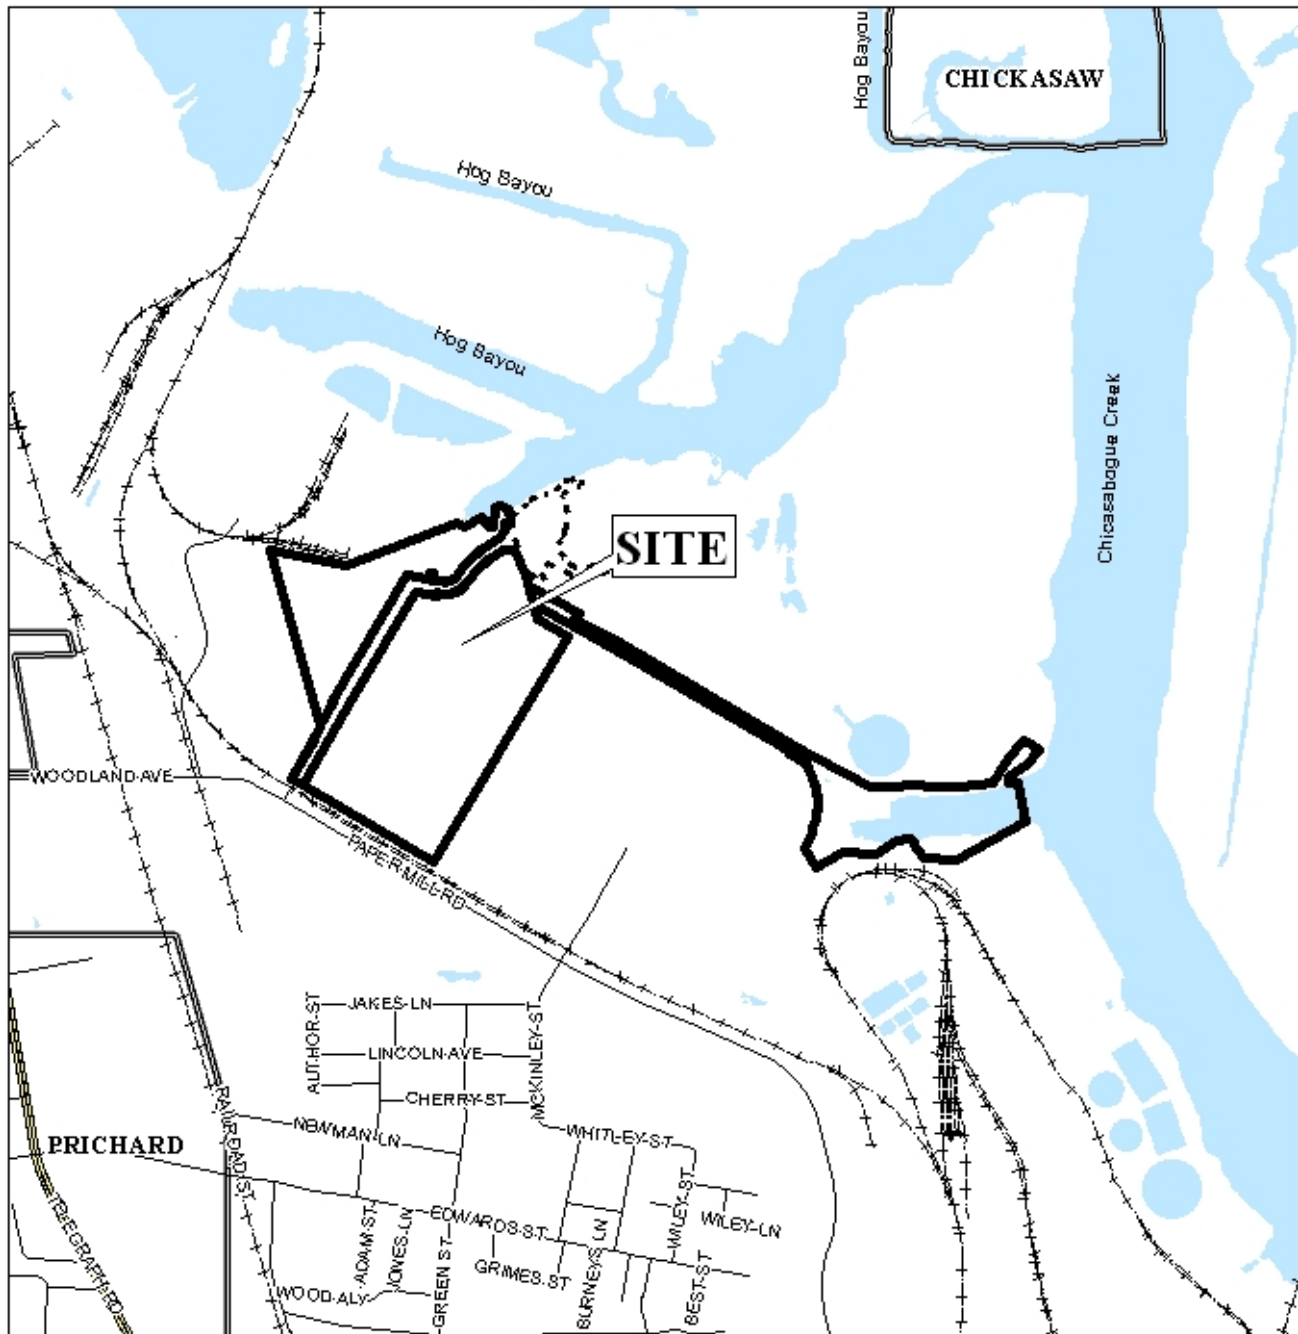 Hog Bayou
CHICKASAW
Hog Bayou
Hog Bayou
Chicasabogue Creek
SITE
WOODLAND AVE
PAPER MILL RD
AUTHOR ST
JAKES LN
LINCOLN AVE
MCKINLEY ST
CHERRY ST
NEWMAN LN
WHITLEY ST
PRICHARD
RAILROAD ST
TELEGRAPH RD
ADAM ST
JONES LN
GREEN ST
EDWARDS ST
GRIMES ST
BURNEYS LN
WILEY ST
WILEY LN
BEST ST
WOOD ALY